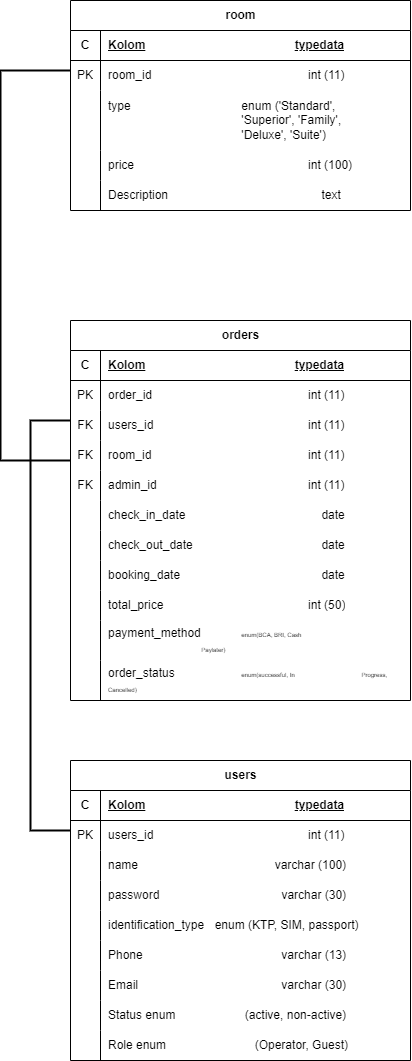 room
C Kolom typedata
PK room_id int (11)
type enum ('Standard',
'Superior', 'Family',
'Deluxe', 'Suite')
price int (100)
Description text
orders
C Kolom typedata
PK order_id int (11)
FK users_id int (11)
FK room_id int (11)
FK admin_id int (11)
check_in_date date
check_out_date date
booking_date date
total_price int (50)
payment_method enum(BCA, BRI, Cash
Paylater)
order_status enum(successful, In Progress,
Cancelled)
users
C Kolom typedata
PK users_id int (11)
name varchar (100)
password varchar (30)
identification_type enum (KTP, SIM, passport)
Phone varchar (13)
Email varchar (30)
Status enum (active, non-active)
Role enum (Operator, Guest)